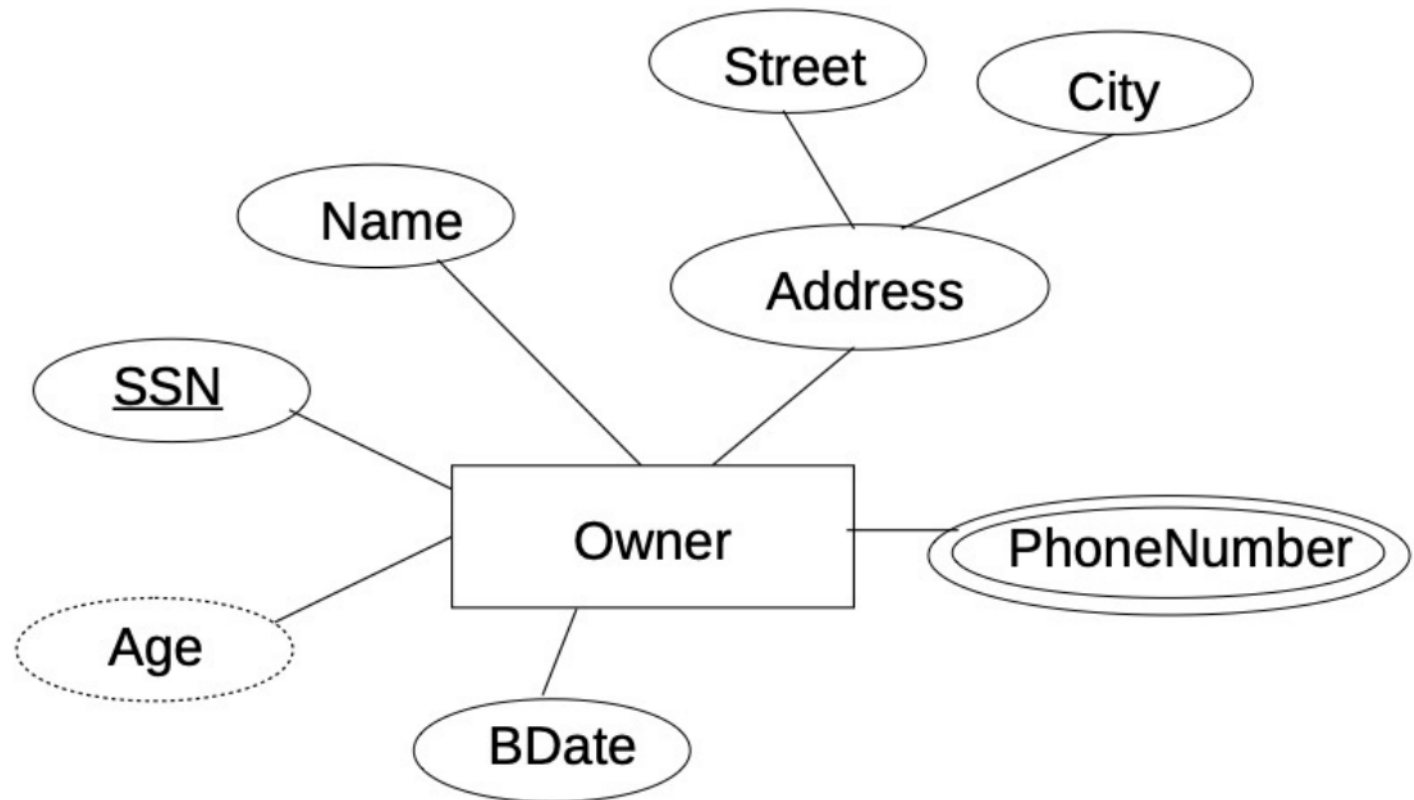 Street
City
Name
Address
SSN
Owner
PhoneNumber
Age
BDate